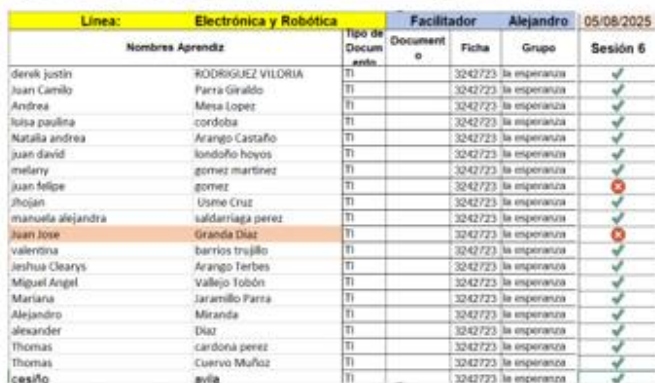 Línea: Electrónica y Robótica Facilitador Alejandro 05/08/2025
Nombres Aprendiz Tipo de Documento Documento Ficha Grupo Sesión 6
derek justin RODRIGUEZ VILORIA TI 3242723 la esperanza
Juan Camilo Parra Giraldo TI 3242723 la esperanza
Andrea Mesa Lopez TI 3242723 la esperanza
luisa paulina cordoba TI 3242723 la esperanza
Natalia andrea Arango Castaño TI 3242723 la esperanza
juan david londoño hoyos TI 3242723 la esperanza
melany gomez martinez TI 3242723 la esperanza
juan felipe gomez TI 3242723 la esperanza
Jhojan Usme Cruz TI 3242723 la esperanza
manuela alejandra saldarriaga perez TI 3242723 la esperanza
Juan Jose Granda Diaz TI 3242723 la esperanza
valentina barrios trujillo TI 3242723 la esperanza
Jeshua Clearys Arango Terbes TI 3242723 la esperanza
Miguel Angel Vallejo Tobón TI 3242723 la esperanza
Mariana Jaramillo Parra TI 3242723 la esperanza
Alejandro Miranda TI 3242723 la esperanza
alexander Diaz TI 3242723 la esperanza
Thomas cardona perez TI 3242723 la esperanza
Thomas Cuervo Muñoz TI 3242723 la esperanza
cesiño avila TI 3242723 la esperanza